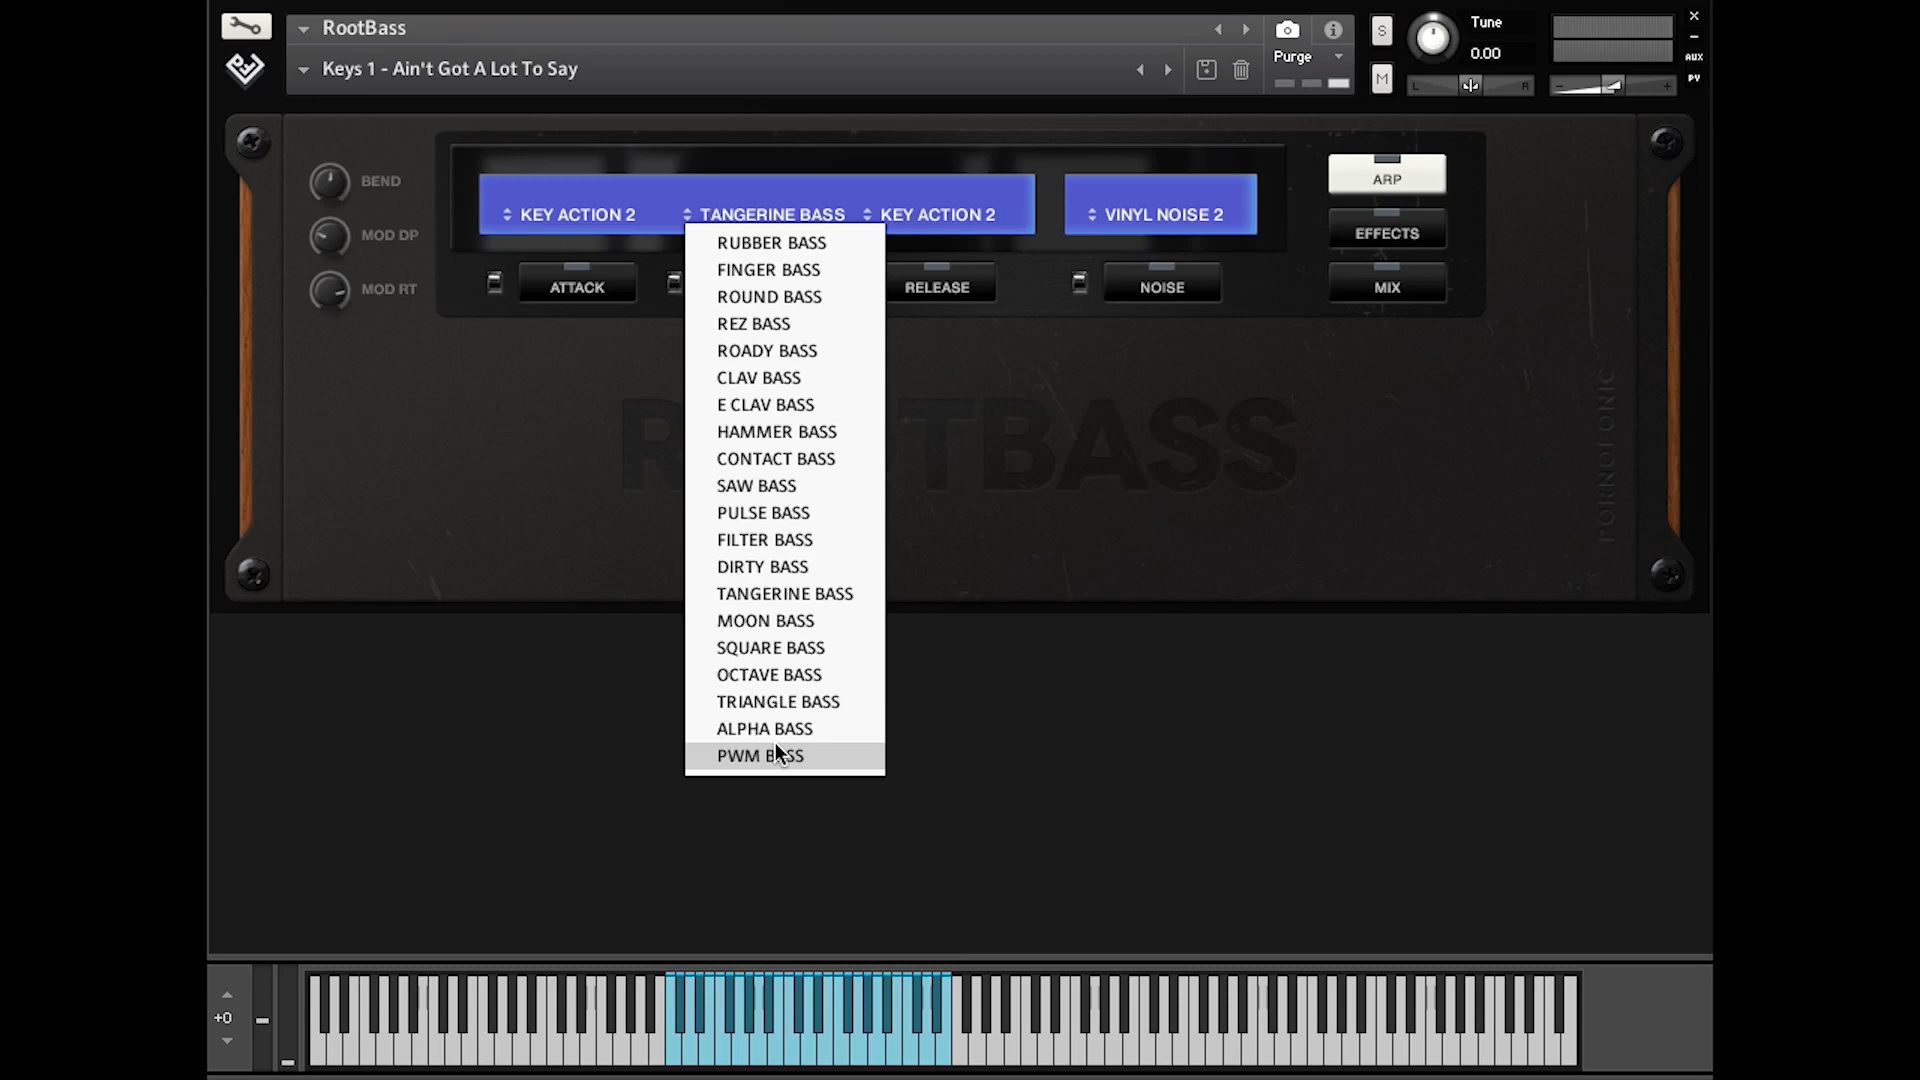 RootBass
Purge
S
Tune
0.00
AUX
PV
Keys 1 - Ain't Got A Lot To Say
M
L
R
BEND
MOD DP
MOD RT
KEY ACTION 2
TANGERINE BASS
KEY ACTION 2
VINYL NOISE 2
ATTACK
RELEASE
NOISE
ARP
EFFECTS
MIX
RUBBER BASS
FINGER BASS
ROUND BASS
REZ BASS
ROADY BASS
CLAV BASS
E CLAV BASS
HAMMER BASS
CONTACT BASS
SAW BASS
PULSE BASS
FILTER BASS
DIRTY BASS
TANGERINE BASS
MOON BASS
SQUARE BASS
OCTAVE BASS
TRIANGLE BASS
ALPHA BASS
PWM BASS
ROOTBASS
PORNOTONIC
+0